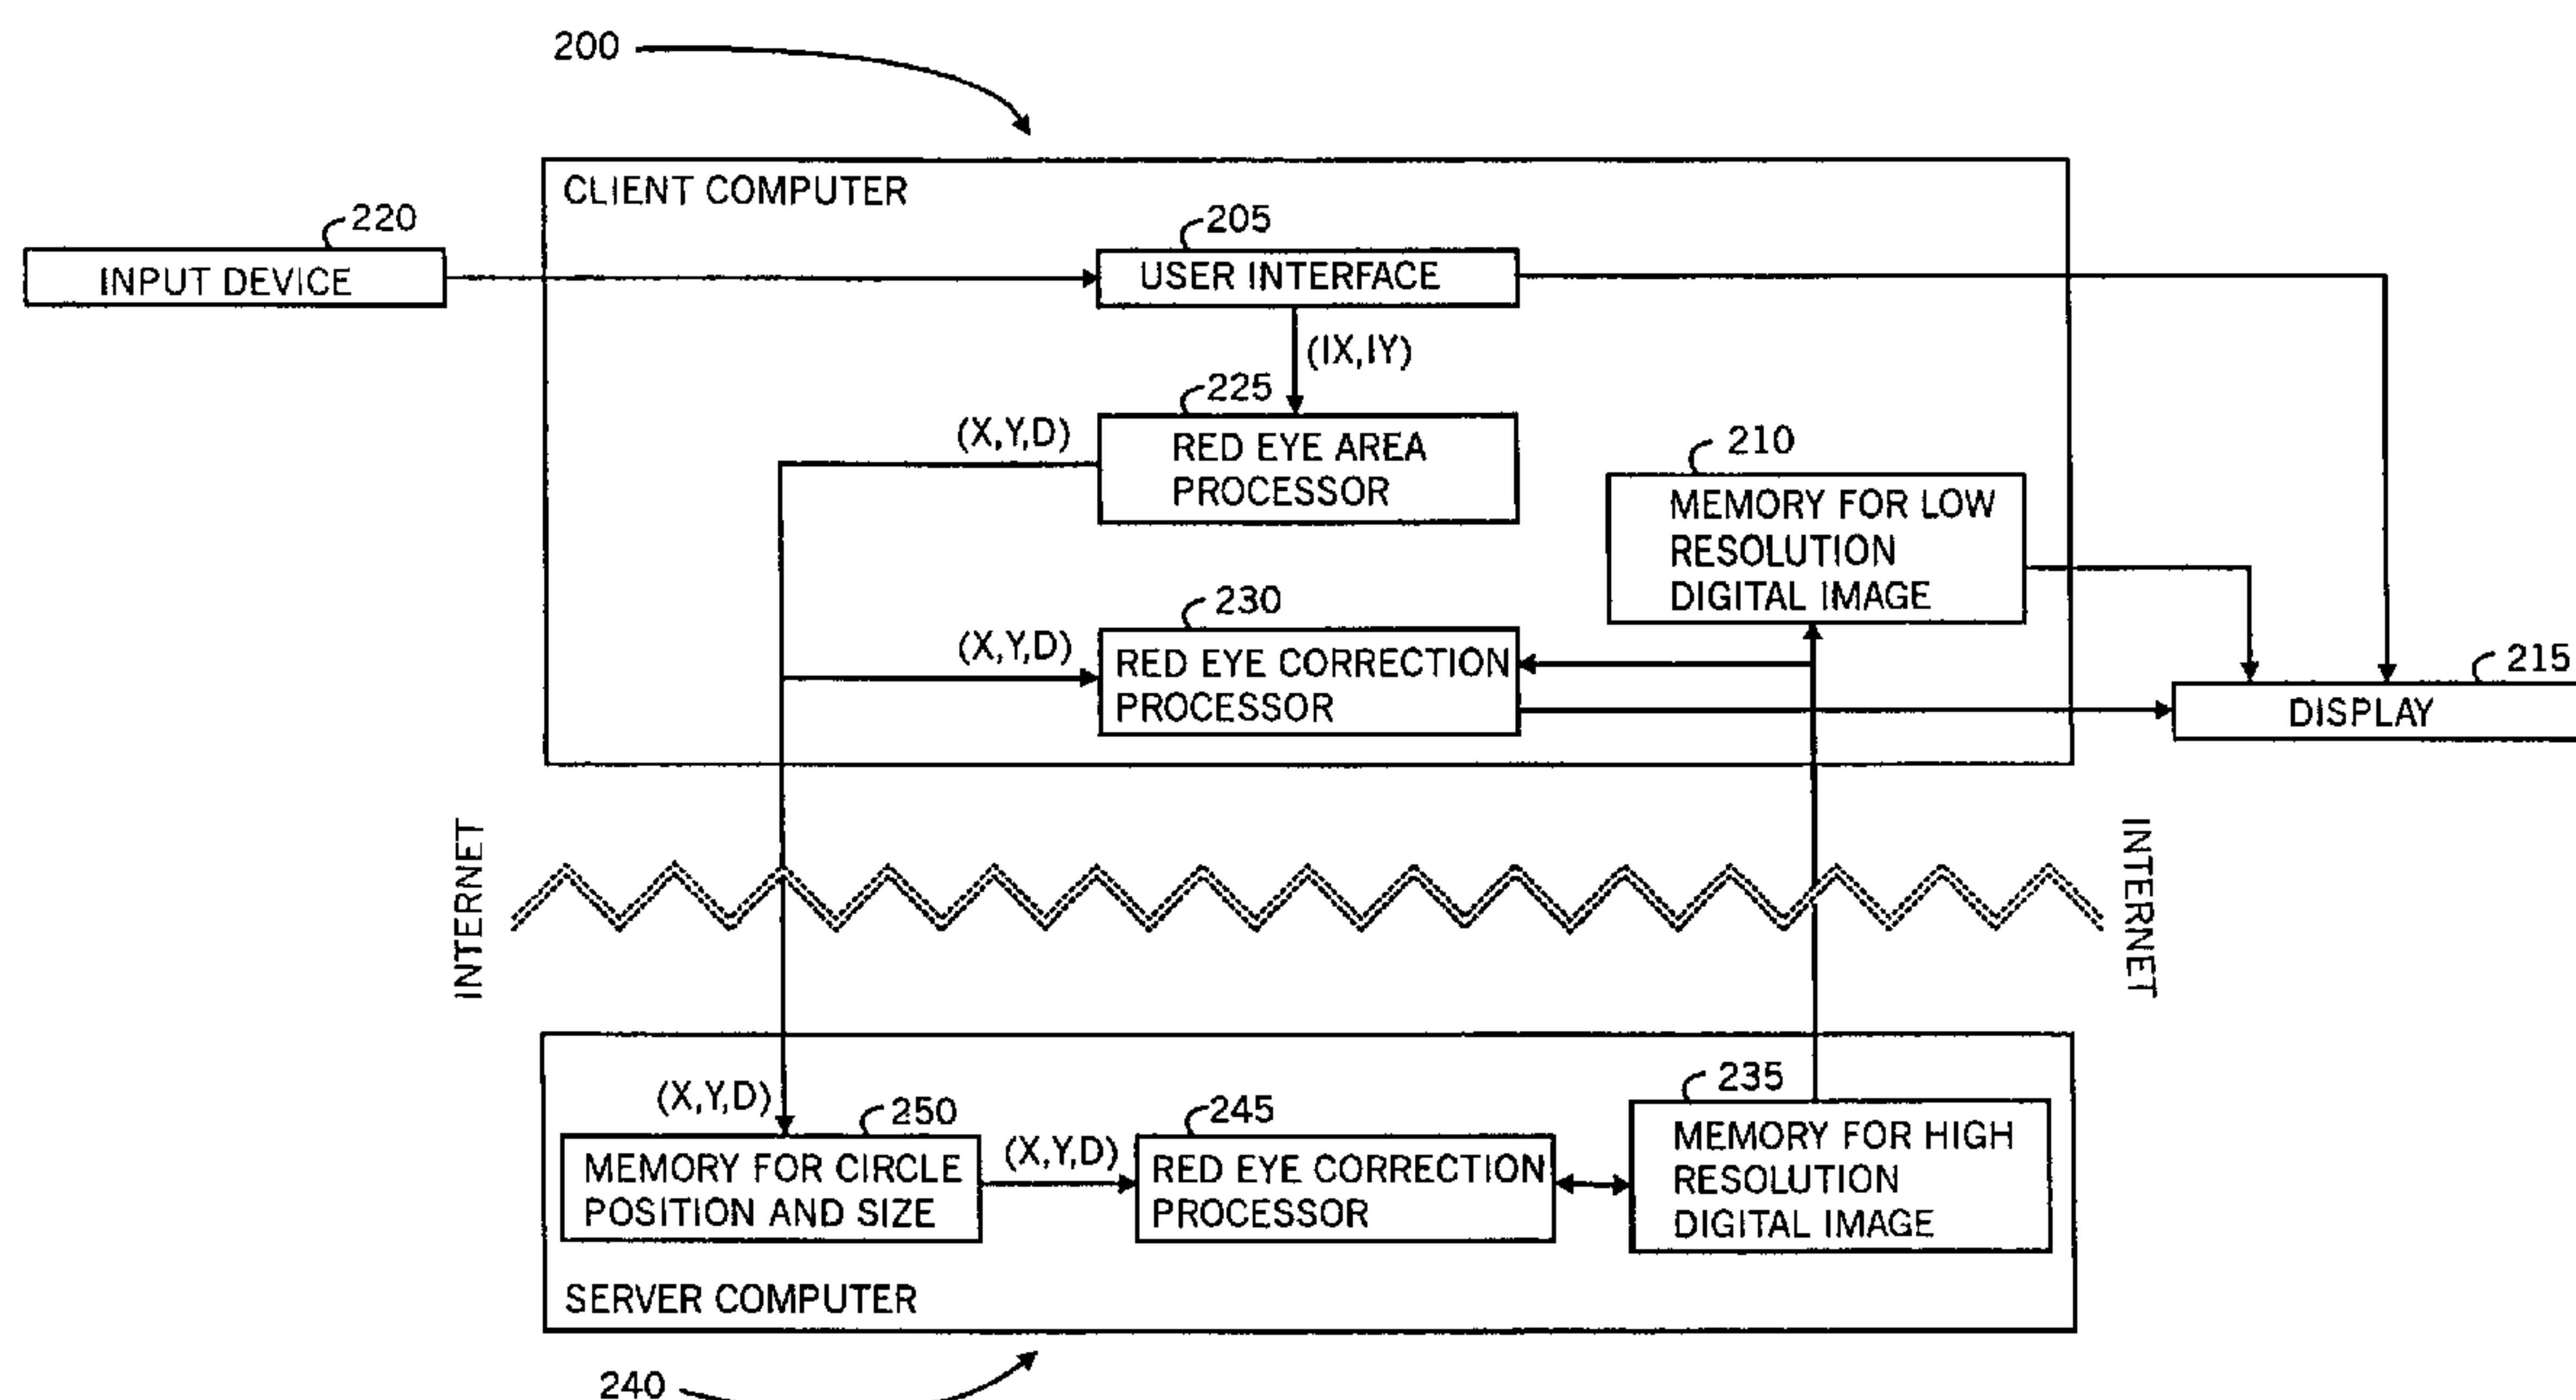 200
CLIENT COMPUTER
220
INPUT DEVICE
205
USER INTERFACE
(IX,IY)
225
(X,Y,D)
RED EYE AREA
PROCESSOR
210
MEMORY FOR LOW
RESOLUTION
DIGITAL IMAGE
230
(X,Y,D)
RED EYE CORRECTION
PROCESSOR
215
DISPLAY
INTERNET
INTERNET
(X,Y,D)
250
MEMORY FOR CIRCLE
POSITION AND SIZE
(X,Y,D)
245
RED EYE CORRECTION
PROCESSOR
235
MEMORY FOR HIGH
RESOLUTION
DIGITAL IMAGE
SERVER COMPUTER
240